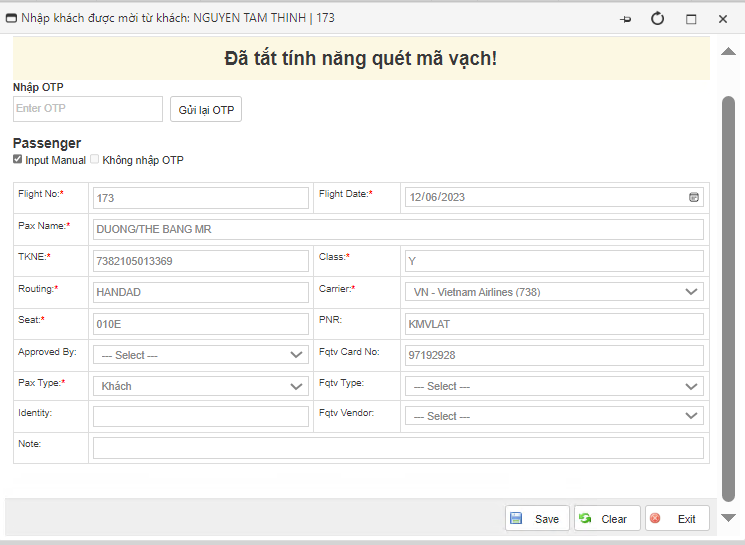 Nhập khách được mời từ khách: NGUYEN TAM THINH | 173
Đã tắt tính năng quét mã vạch!
Nhập OTP
Enter OTP Gửi lại OTP
Passenger
Input Manual Không nhập OTP
Flight No:* 173 Flight Date:* 12/06/2023
Pax Name:* DUONG/THE BANG MR
TKNE:* 7382105013369 Class:* Y
Routing:* HANDAD Carrier:* VN - Vietnam Airlines (738)
Seat:* 010E PNR: KMVLAT
Approved By: --- Select --- Fqtv Card No: 97192928
Pax Type:* Khách Fqtv Type: --- Select ---
Identity: Fqtv Vendor: --- Select ---
Note:
Save Clear Exit